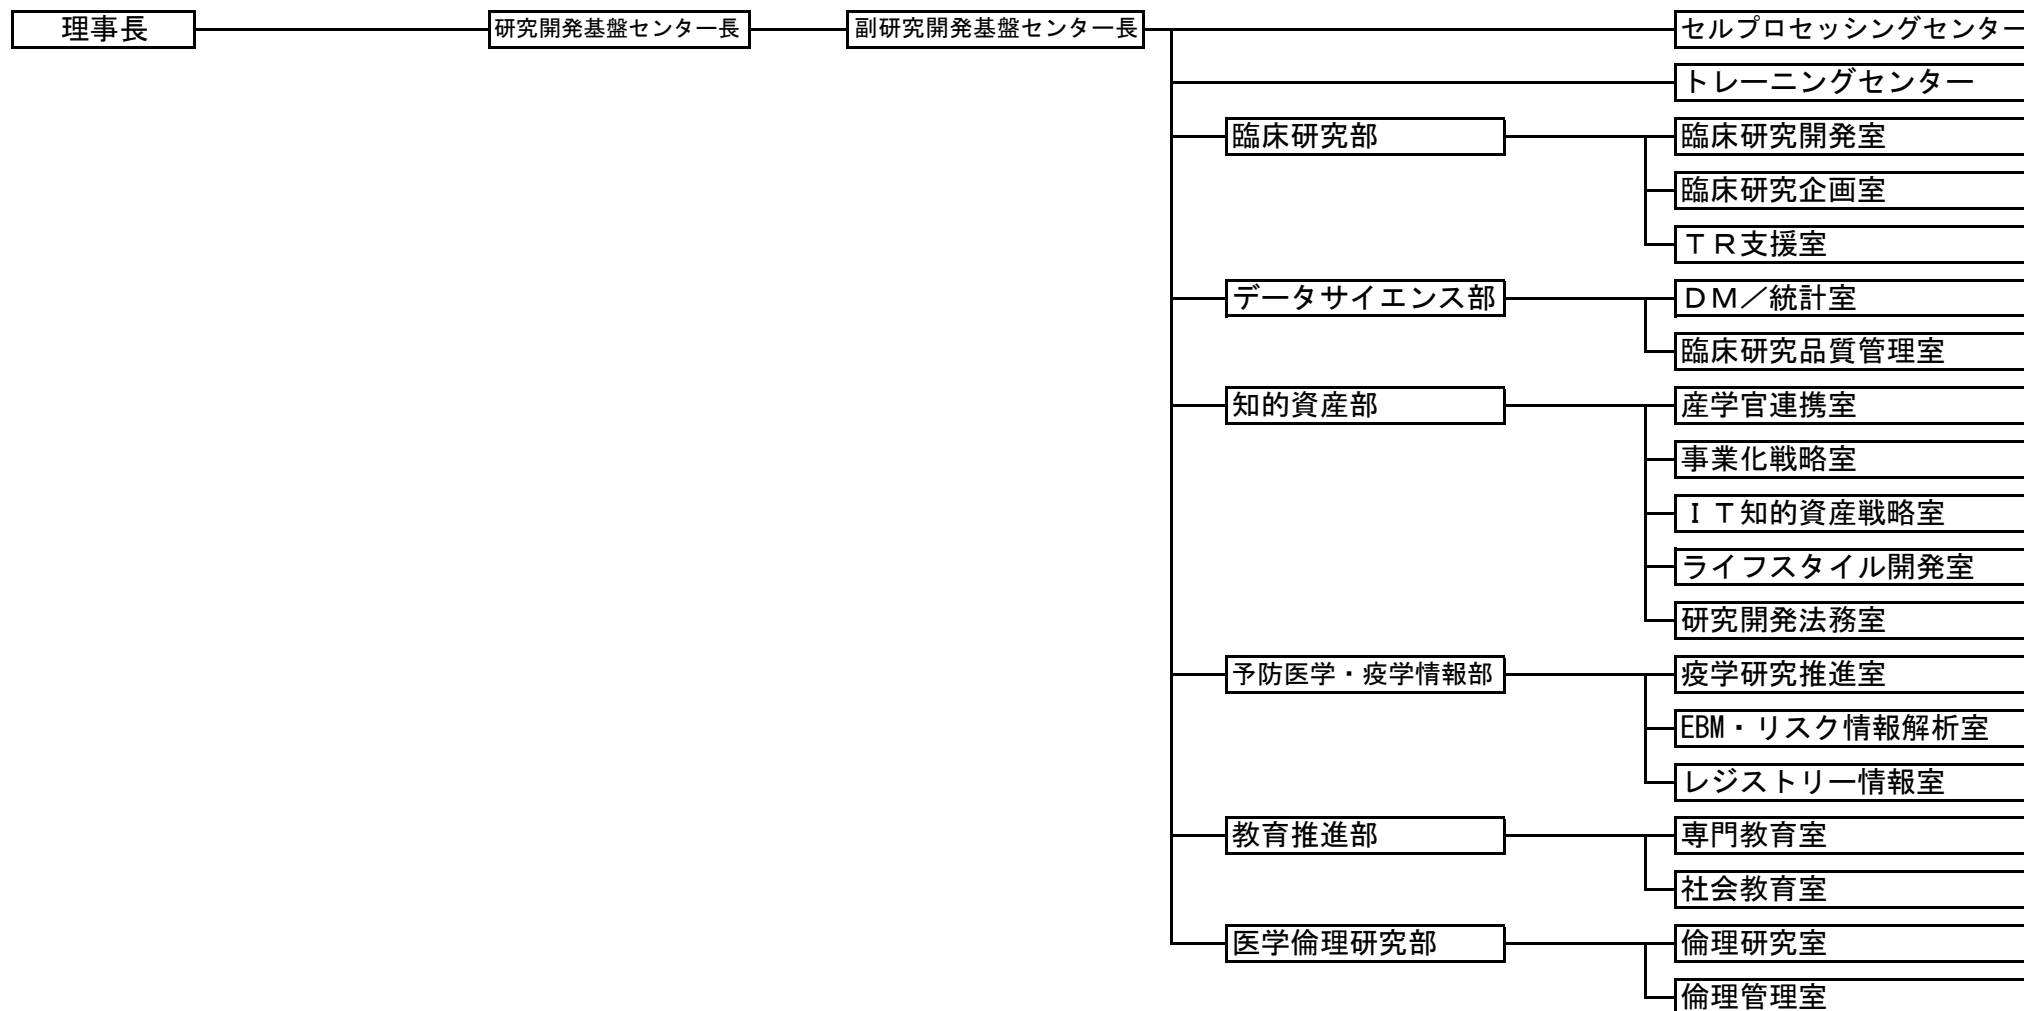 理事長
研究開発基盤センター長
副研究開発基盤センター長
セルプロセッシングセンター
トレーニングセンター
臨床研究部
臨床研究開発室
臨床研究企画室
ＴＲ支援室
データサイエンス部
ＤＭ／統計室
臨床研究品質管理室
知的資産部
産学官連携室
事業化戦略室
ＩＴ知的資産戦略室
ライフスタイル開発室
研究開発法務室
予防医学・疫学情報部
疫学研究推進室
EBM・リスク情報解析室
レジストリー情報室
教育推進部
専門教育室
社会教育室
医学倫理研究部
倫理研究室
倫理管理室